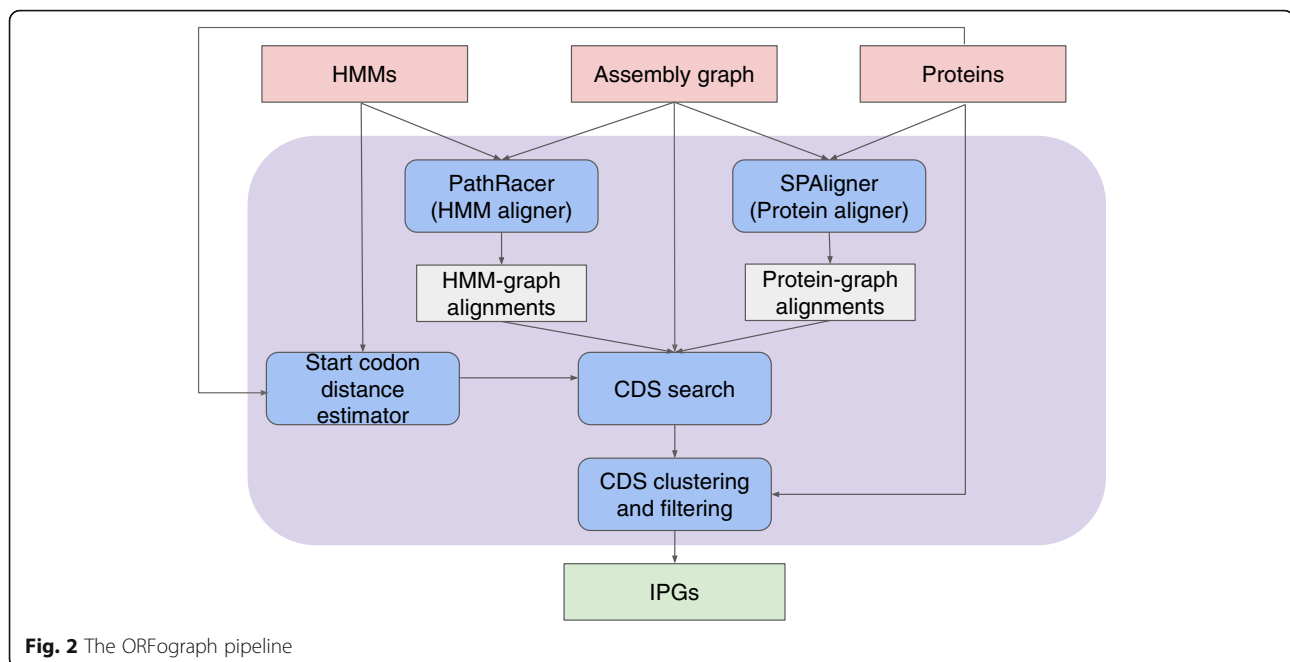 HMMs
Assembly graph
Proteins
PathRacer
(HMM aligner)
SPAligner
(Protein aligner)
HMM-graph
alignments
Protein-graph
alignments
Start codon
distance
estimator
CDS search
CDS clustering
and filtering
IPGs
Fig. 2 The ORFograph pipeline